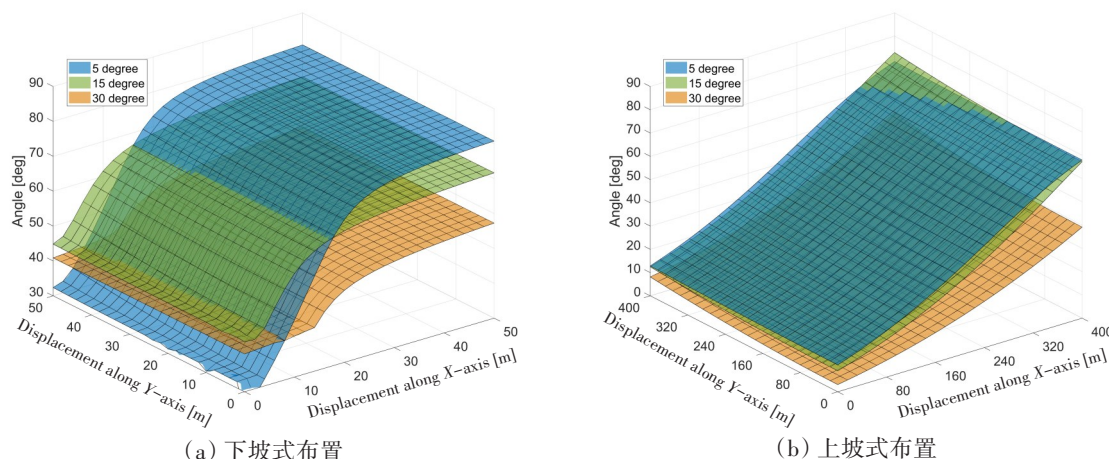 90
80
70
60
50
40
30
Angle [deg]
5 degree
15 degree
30 degree
50
40
30
20
10
0
Displacement along Y-axis [m]
0
10
20
30
40
50
Displacement along X-axis [m]
(a) 下坡式布置
90
80
70
60
50
40
30
20
10
0
Angle [deg]
5 degree
15 degree
30 degree
400
320
240
160
80
0
Displacement along Y-axis [m]
0
80
160
240
320
400
Displacement along X-axis [m]
(b) 上坡式布置